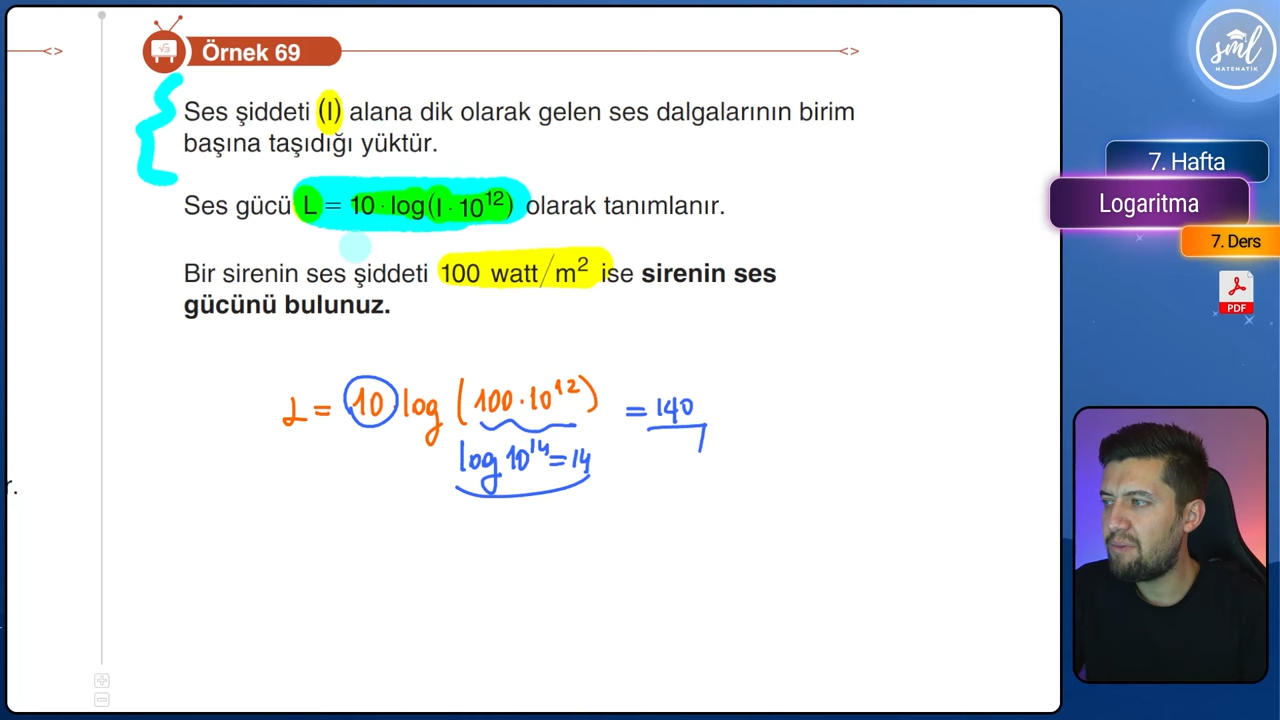 Örnek 69
Ses şiddeti (I) alana dik olarak gelen ses dalgalarının birim
başına taşıdığı yüktür.
Ses gücü L = 10 · log(I · 10¹²) olarak tanımlanır.
Bir sirenin ses şiddeti 100 watt/m² ise sirenin ses
gücünü bulunuz.
L = 10 log (100 · 10¹²) = 140
log 10¹⁴ = 14
r.
sml
MATEMATİK
7. Hafta
Logaritma
7. Ders
PDF